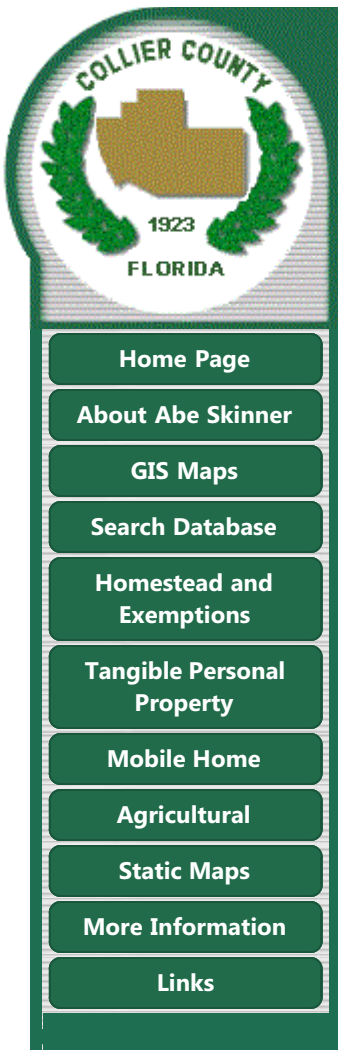 COLLIER COUNTY
1923
FLORIDA
Home Page
About Abe Skinner
GIS Maps
Search Database
Homestead and
Exemptions
Tangible Personal
Property
Mobile Home
Agricultural
Static Maps
More Information
Links